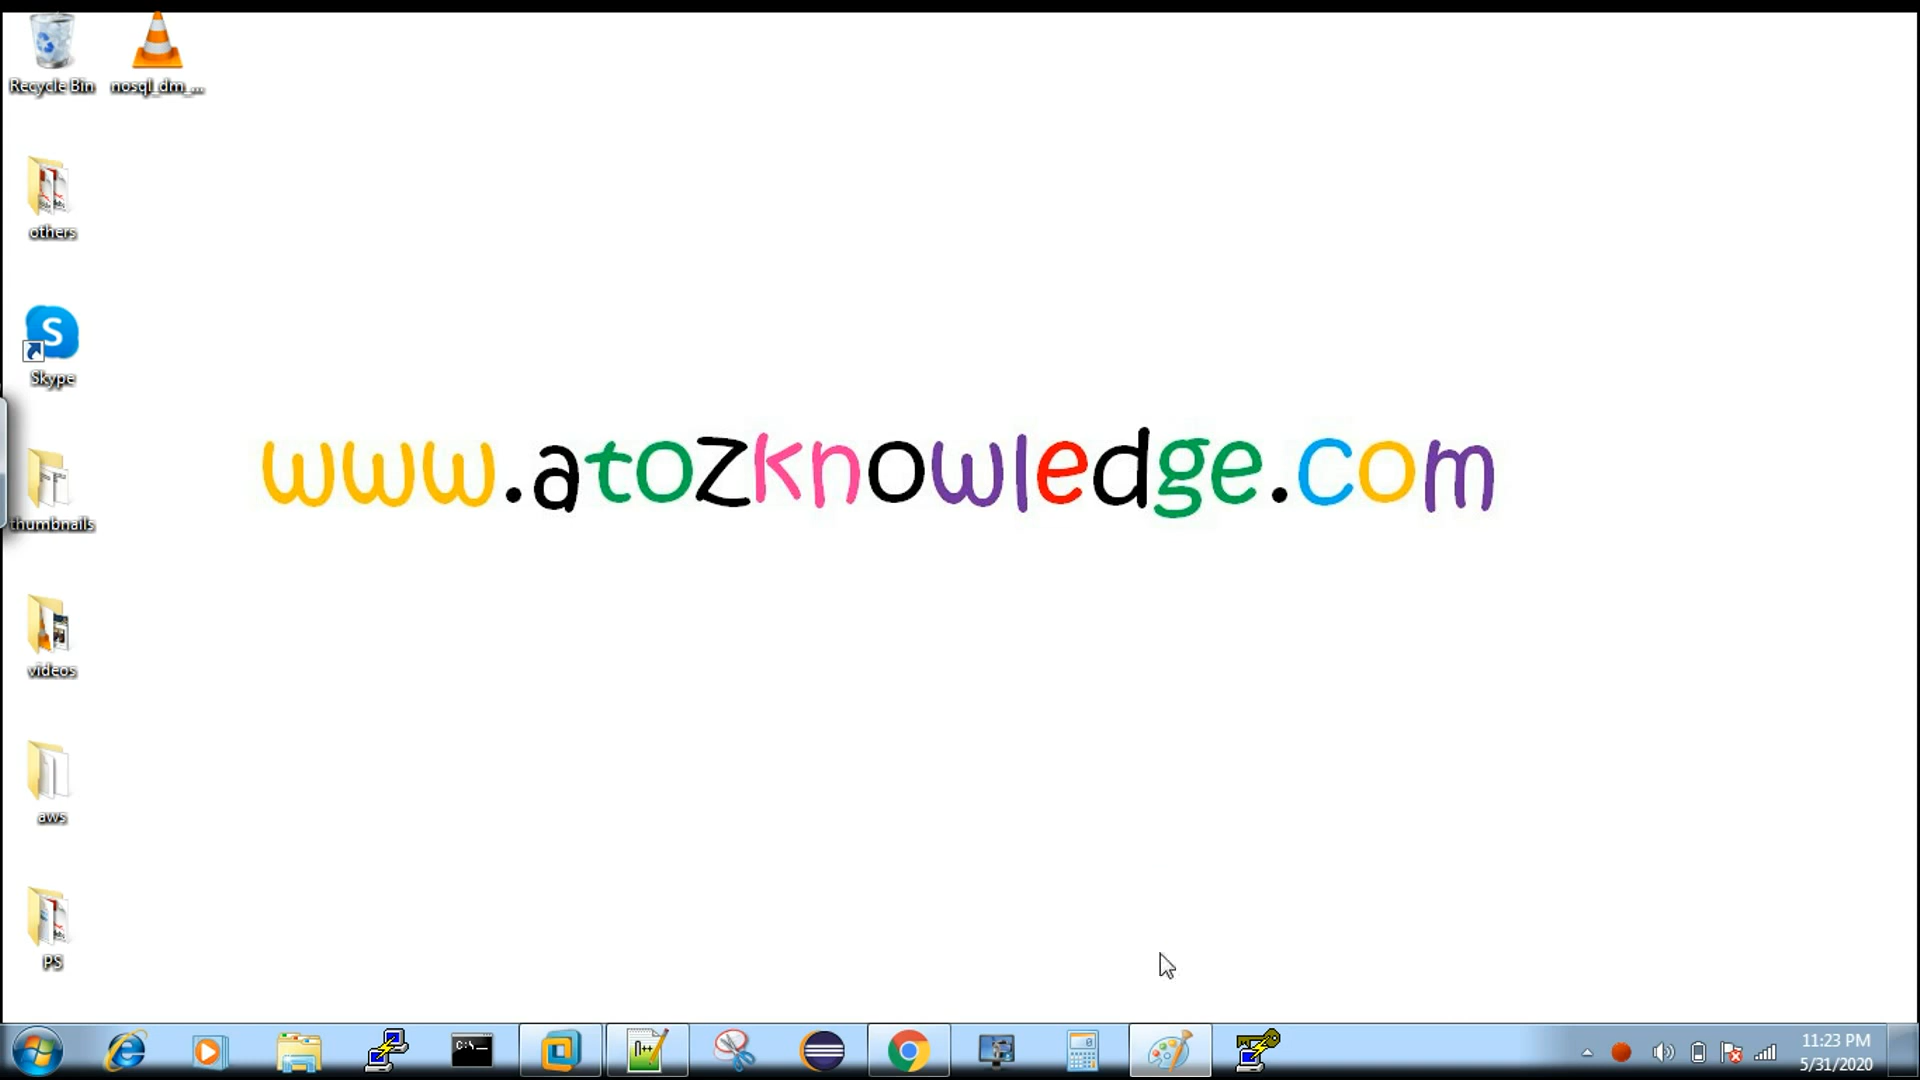 Recycle Bin
nosql_dm_...
others
Skype
thumbnails
videos
aws
PS
www.atozknowledge.com
C:\_
N++
11:23 PM
5/31/2020